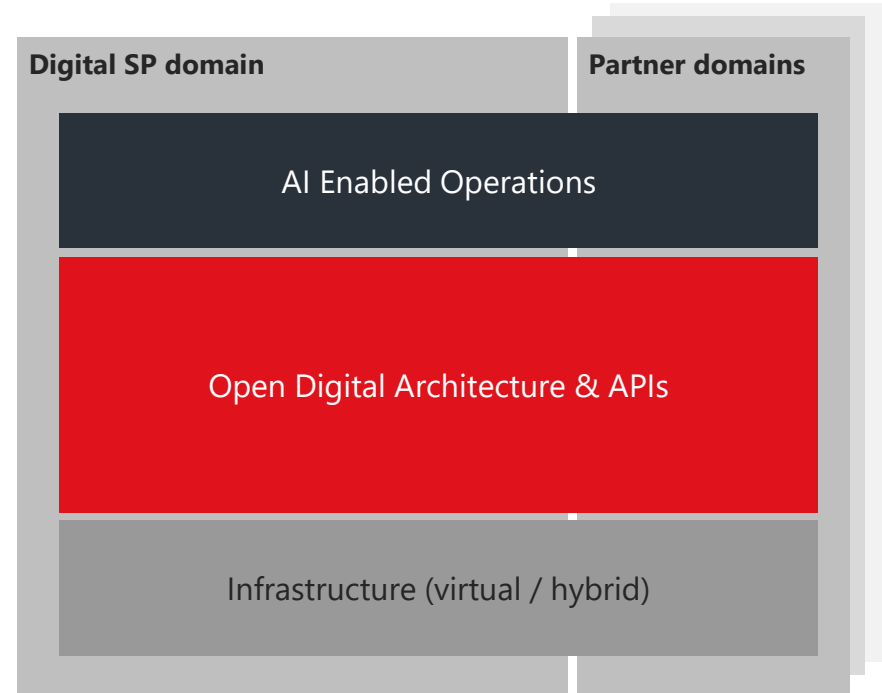 Digital SP domain
Partner domains
AI Enabled Operations
Open Digital Architecture & APIs
Infrastructure (virtual / hybrid)